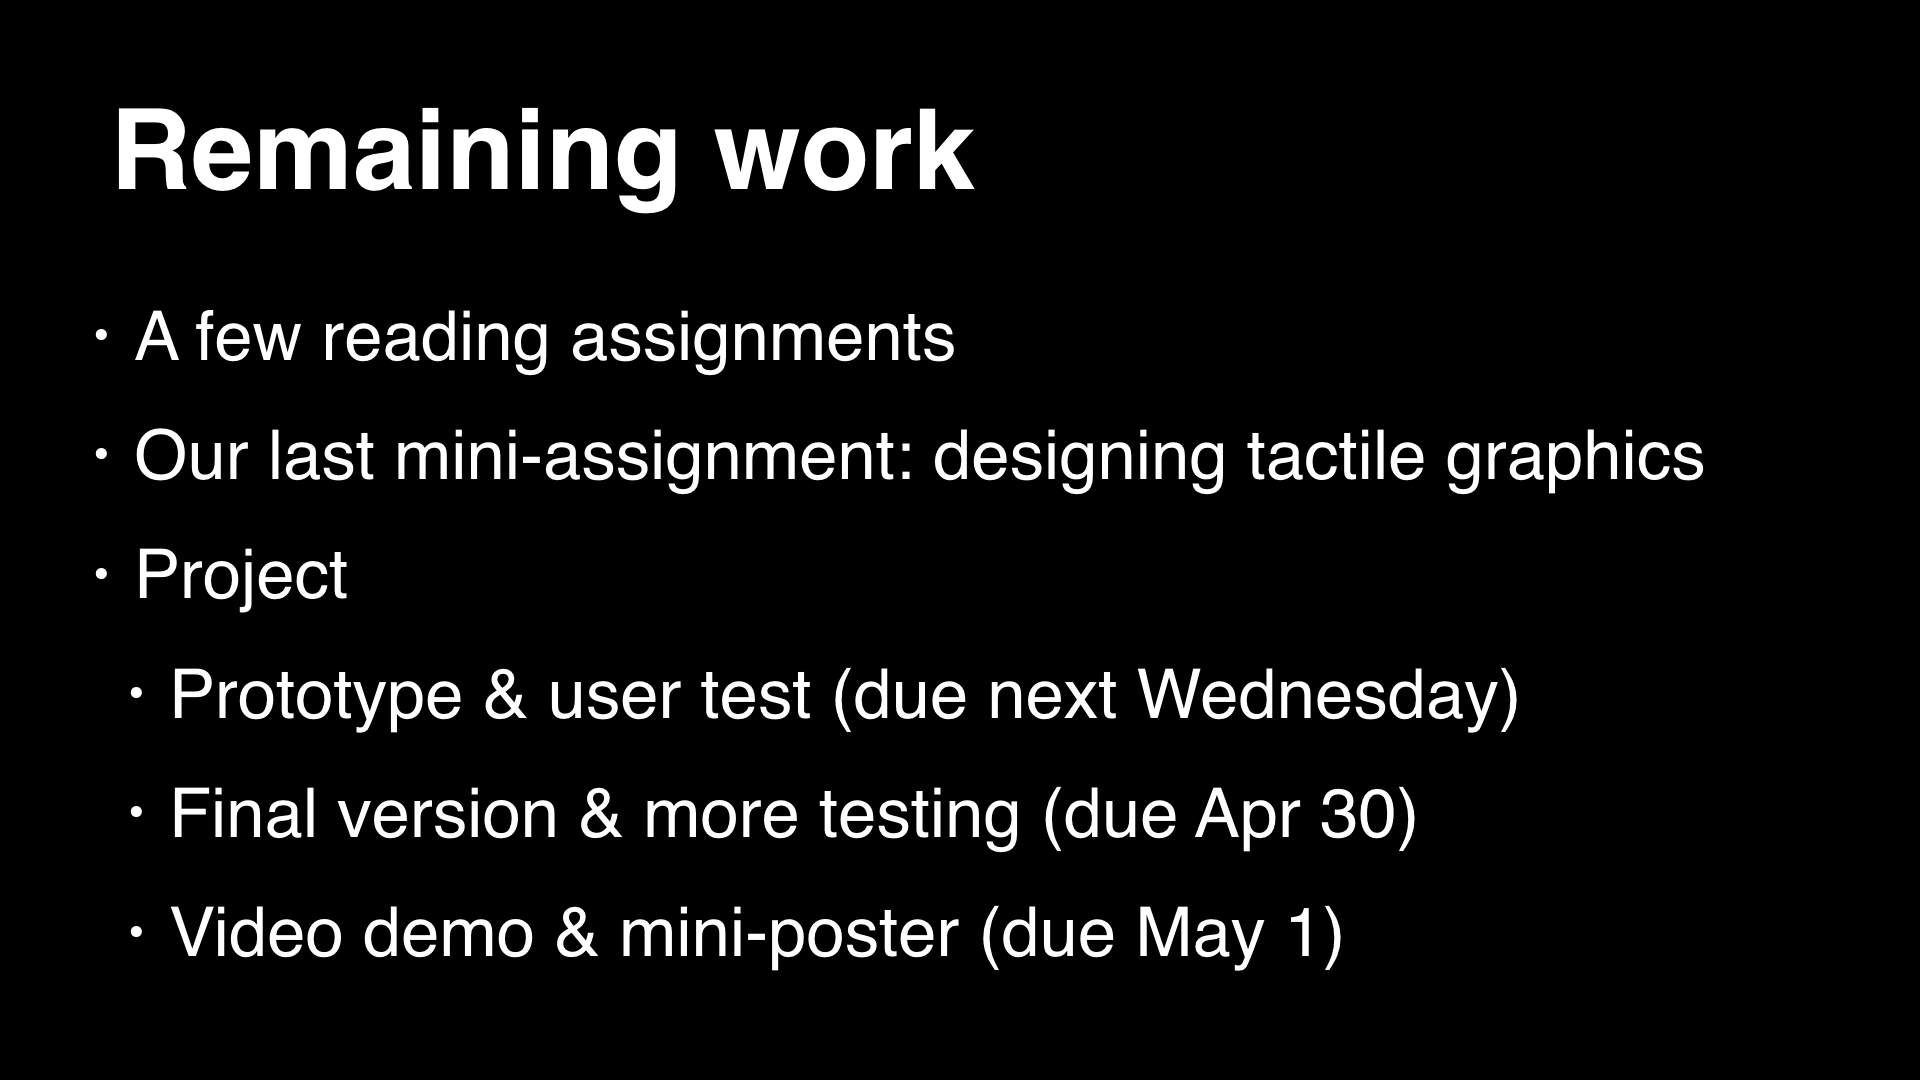 Remaining work
• A few reading assignments
• Our last mini-assignment: designing tactile graphics
• Project
• Prototype & user test (due next Wednesday)
• Final version & more testing (due Apr 30)
• Video demo & mini-poster (due May 1)